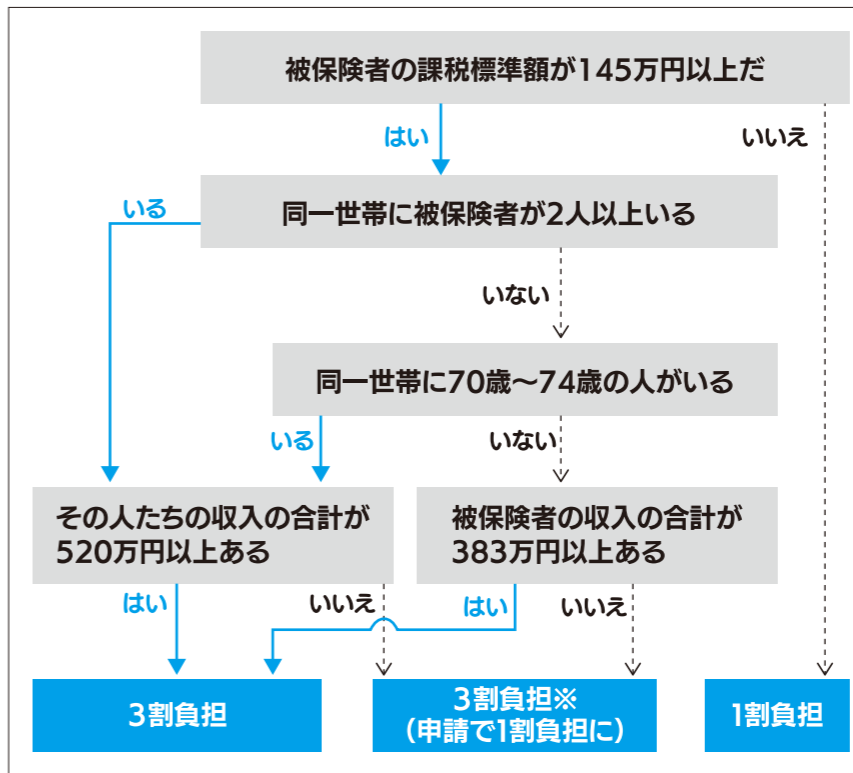 被保険者の課税標準額が145万円以上だ
はい
いいえ
いる
同一世帯に被保険者が2人以上いる
いない
同一世帯に70歳〜74歳の人がいる
いる
いない
その人たちの収入の合計が
520万円以上ある
被保険者の収入の合計が
383万円以上ある
はい
いいえ
はい
いいえ
3割負担
3割負担※
（申請で1割負担に）
1割負担